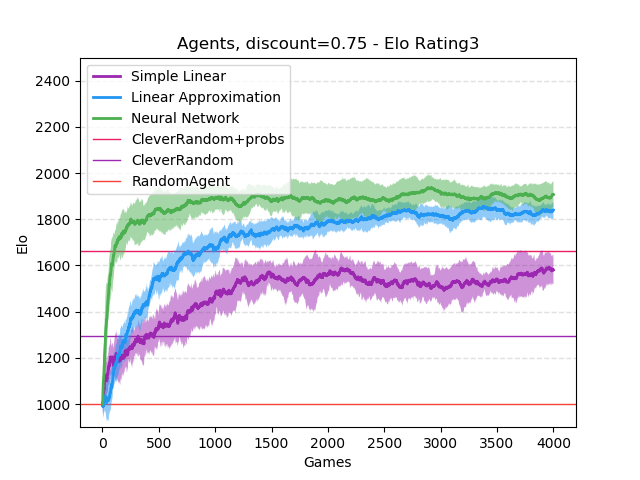 Agents, discount=0.75 - Elo Rating3
Simple Linear
Linear Approximation
Neural Network
CleverRandom+probs
CleverRandom
RandomAgent
2400
2200
2000
1800
1600
1400
1200
1000
Elo
0 500 1000 1500 2000 2500 3000 3500 4000
Games